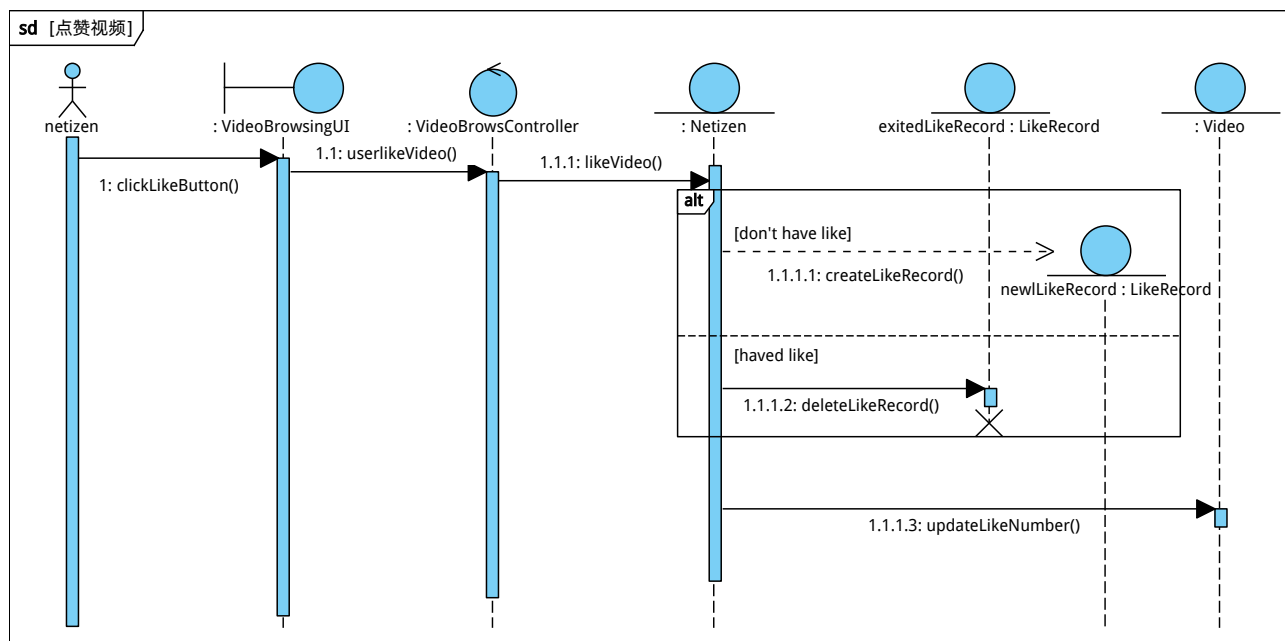 sd [点赞视频]
netizen
: VideoBrowsingUI
: VideoBrowsController
: Netizen
exitedLikeRecord : LikeRecord
: Video
1: clickLikeButton()
1.1: userlikeVideo()
1.1.1: likeVideo()
alt
[don't have like]
1.1.1.1: createLikeRecord()
newlLikeRecord : LikeRecord
[haved like]
1.1.1.2: deleteLikeRecord()
1.1.1.3: updateLikeNumber()